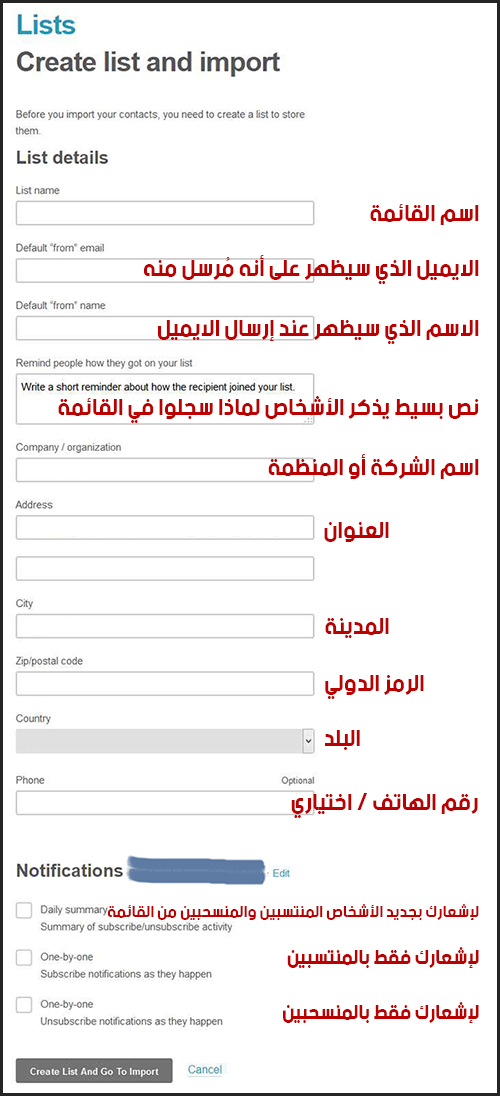 Lists
Create list and import
Before you import your contacts, you need to create a list to store
them.
List details
List name
اسم القائمة
Default "from" email
الايميل الذي سيظهر على أنه مُرسل منه
Default "from" name
الاسم الذي سيظهر عند إرسال الايميل
Remind people how they got on your list
Write a short reminder about how the recipient joined your list.
نص بسيط يذكر الأشخاص لماذا سجلوا في القائمة
Company / organization
اسم الشركة أو المنظمة
Address
العنوان
City
المدينة
Zip/postal code
الرمز الدولي
Country
البلد
Phone Optional
رقم الهاتف / اختياري
Notifications · Edit
Daily summary لإشعارك بجديد الأشخاص المنتسبين والمنسحبين من القائمة
Summary of subscribe/unsubscribe activity
One-by-one
لإشعارك فقط بالمنتسبين
Subscribe notifications as they happen
One-by-one
لإشعارك فقط بالمنسحبين
Unsubscribe notifications as they happen
Create List And Go To Import Cancel